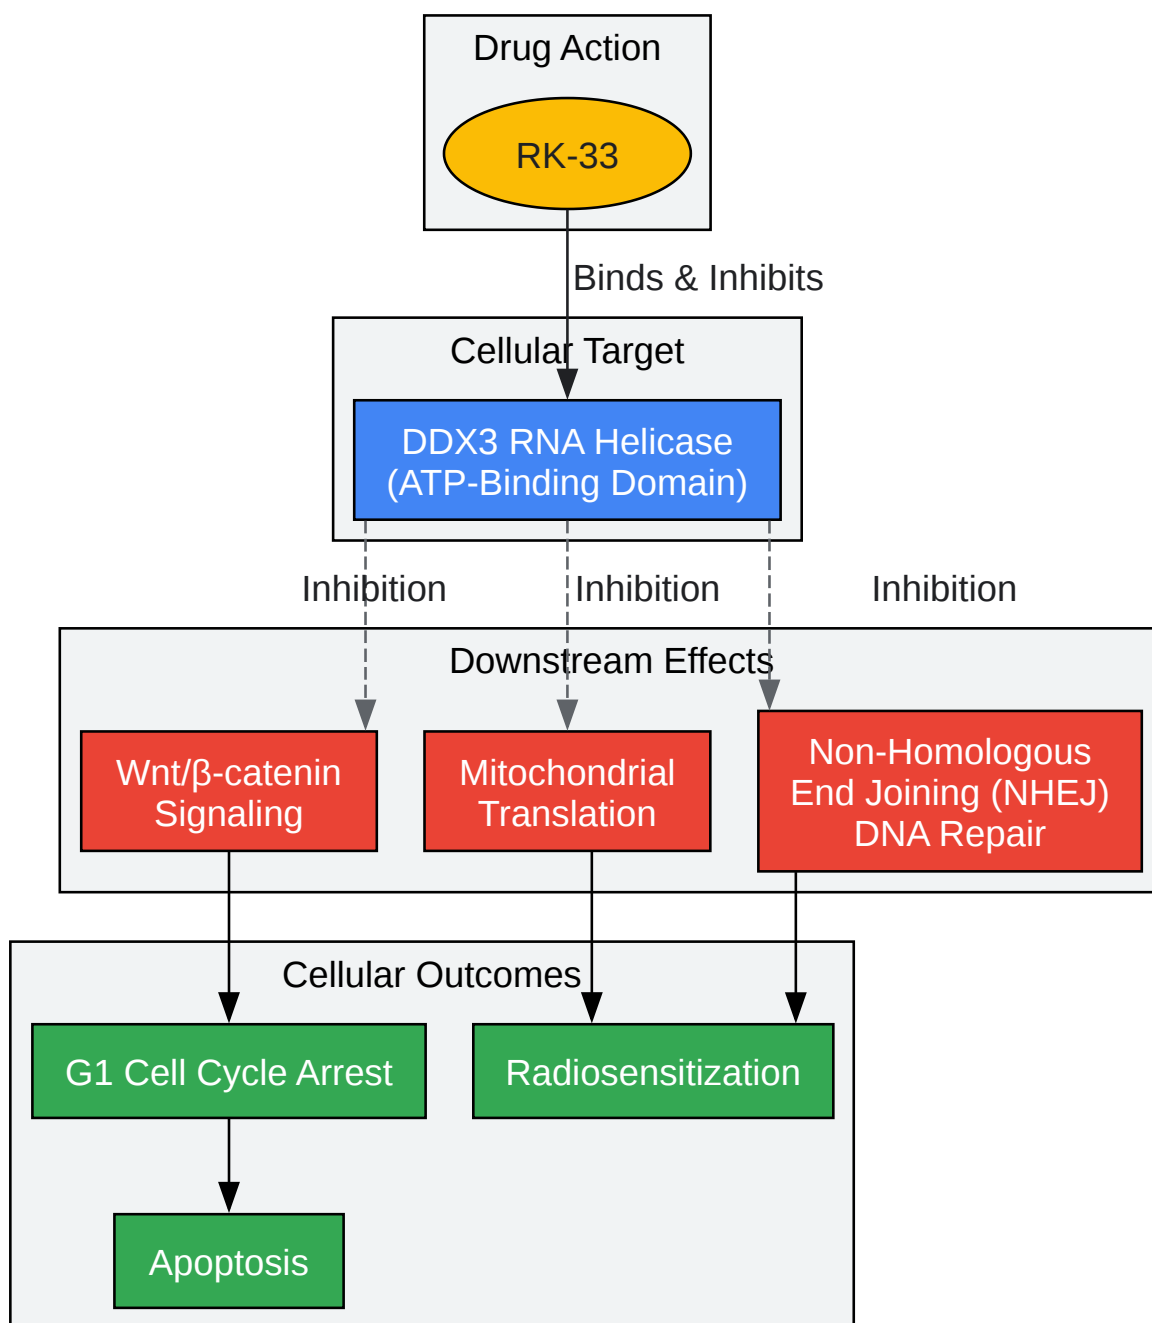 Drug Action
RK-33
Binds & Inhibits
Cellular Target
DDX3 RNA Helicase
(ATP-Binding Domain)
Inhibition
Inhibition
Inhibition
Downstream Effects
Wnt/β-catenin
Signaling
Mitochondrial
Translation
Non-Homologous
End Joining (NHEJ)
DNA Repair
Cellular Outcomes
G1 Cell Cycle Arrest
Radiosensitization
Apoptosis